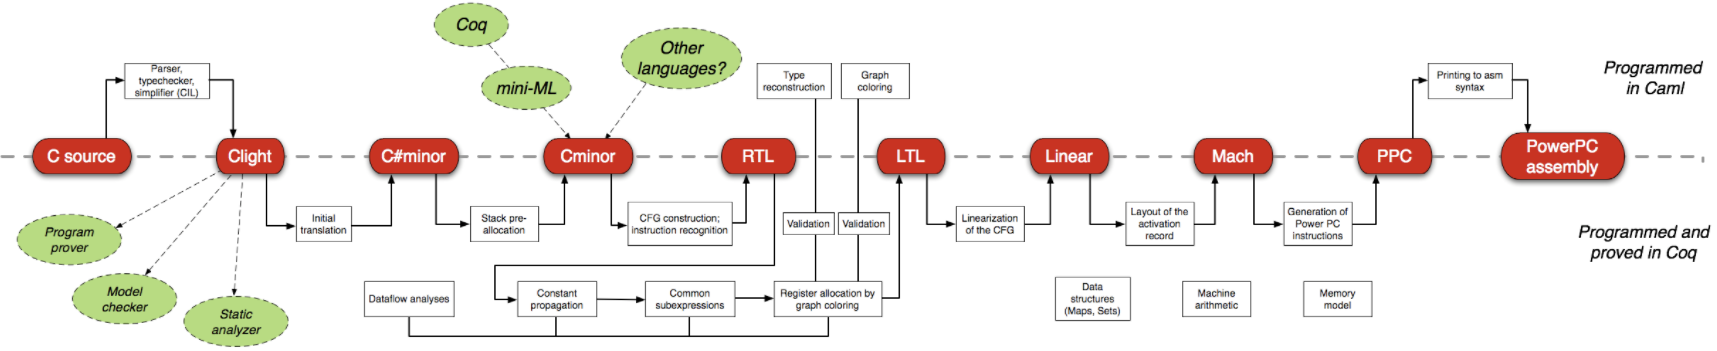 Coq
Other
languages?
mini-ML
Parser,
typechecker,
simplifier (CIL)
Type
reconstruction
Graph
coloring
Printing to asm
syntax
Programmed
in Caml
C source
Clight
C#minor
Cminor
RTL
LTL
Linear
Mach
PPC
PowerPC
assembly
Initial
translation
Stack pre-
allocation
CFG construction;
instruction recognition
Validation
Validation
Linearization
of the CFG
Layout of the
activation
record
Generation of
Power PC
instructions
Programmed and
proved in Coq
Program
prover
Model
checker
Static
analyzer
Dataflow analyses
Constant
propagation
Common
subexpressions
Register allocation by
graph coloring
Data
structures
(Maps, Sets)
Machine
arithmetic
Memory
model